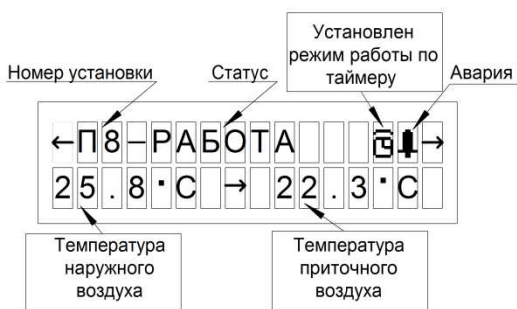 Установлен
режим работы по
таймеру
Номер установки
Статус
Авария
←П8–РАБОТА →
25.8°С → 22.3°С
Температура
наружного
воздуха
Температура
приточного
воздуха